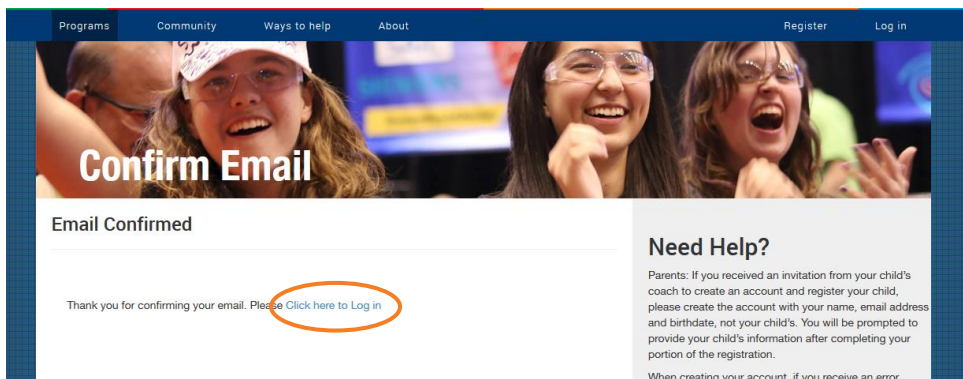 Programs Community Ways to help About Register Log in
Confirm Email
Email Confirmed
Thank you for confirming your email. Please Click here to Log in
Need Help?
Parents: If you received an invitation from your child's
coach to create an account and register your child,
please create the account with your name, email address
and birthdate, not your child's. You will be prompted to
provide your child's information after completing your
portion of the registration.
When creating your account, if you receive an error